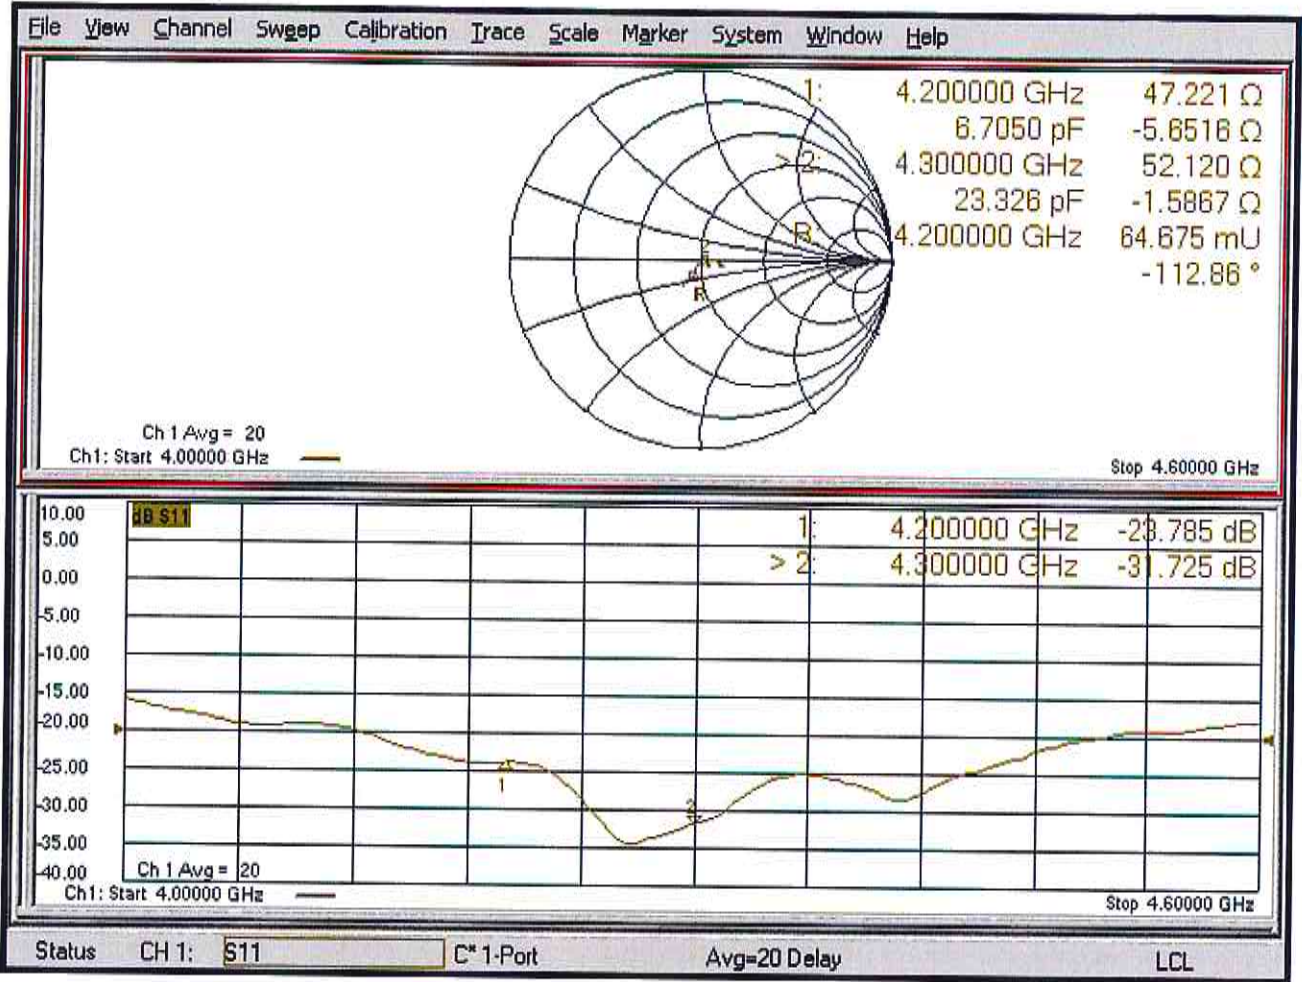 File View Channel Sweep Calibration Trace Scale Marker System Window Help
1: 4.200000 GHz 47.221 Ω
6.7050 pF -5.6516 Ω
> 2: 4.300000 GHz 52.120 Ω
23.326 pF -1.5867 Ω
R: 4.200000 GHz 64.675 mU
-112.86 °
2
R
Ch 1 Avg = 20
Ch1: Start 4.00000 GHz
Stop 4.60000 GHz
dB S11
1: 4.200000 GHz -23.785 dB
> 2: 4.300000 GHz -31.725 dB
10.00
5.00
0.00
-5.00
-10.00
-15.00
-20.00
-25.00
-30.00
-35.00
-40.00
1
2
Ch 1 Avg = 20
Ch1: Start 4.00000 GHz
Stop 4.60000 GHz
Status CH 1: S11 C* 1-Port Avg=20 Delay LCL